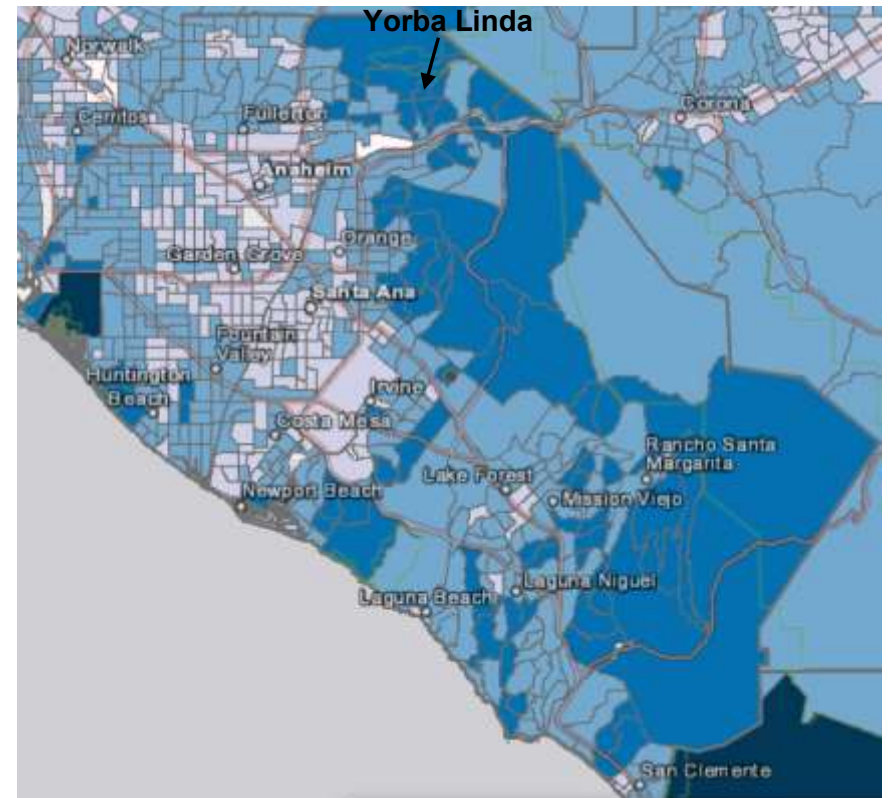 Yorba Linda
Norwalk
Corona
Cerritos
Fullerton
Anaheim
Orange
Garden Grove
Santa Ana
Fountain
Valley
Huntington
Beach
Irvine
Costa Mesa
Rancho Santa
Margarita
Lake Forest
Newport Beach
Mission Viejo
Laguna Niguel
Laguna Beach
San Clemente